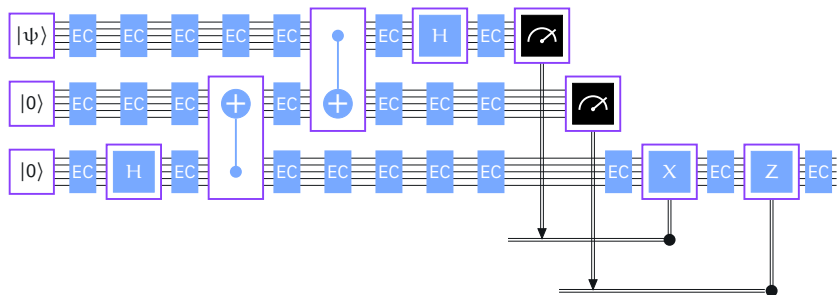 |ψ⟩ EC EC EC EC EC EC H EC
|0⟩ EC EC EC EC EC EC EC
|0⟩ EC H EC EC EC EC EC EC EC X EC Z EC